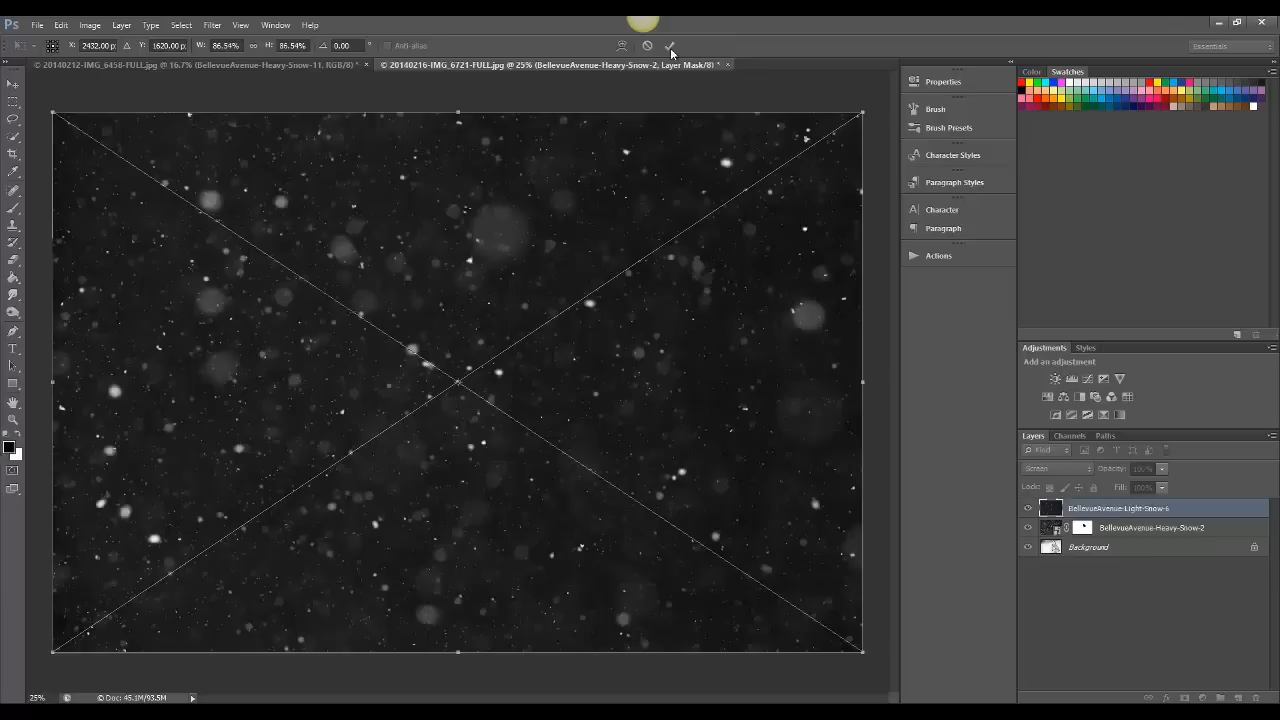 Ps File Edit Image Layer Type Select Filter View Window Help
X: 2432.00 p: Y: 1620.00 p: W: 86.54% H: 86.54% 0.00 ° Anti-alias Essentials
© 20140212-IMG_6458-FULL.jpg @ 16.7% (BellevueAvenue-Heavy-Snow-11, RGB/8) * × © 20140216-IMG_6721-FULL.jpg @ 25% (BellevueAvenue-Heavy-Snow-2, Layer Mask/8) * ×
Color Swatches
Properties
Brush
Brush Presets
Character Styles
Paragraph Styles
Character
Paragraph
Actions
Adjustments Styles
Add an adjustment
Layers Channels Paths
Kind
Screen Opacity: 100%
Lock: Fill: 100%
BellevueAvenue-Light-Snow-6
BellevueAvenue-Heavy-Snow-2
Background
25% © Doc: 45.1M/93.5M